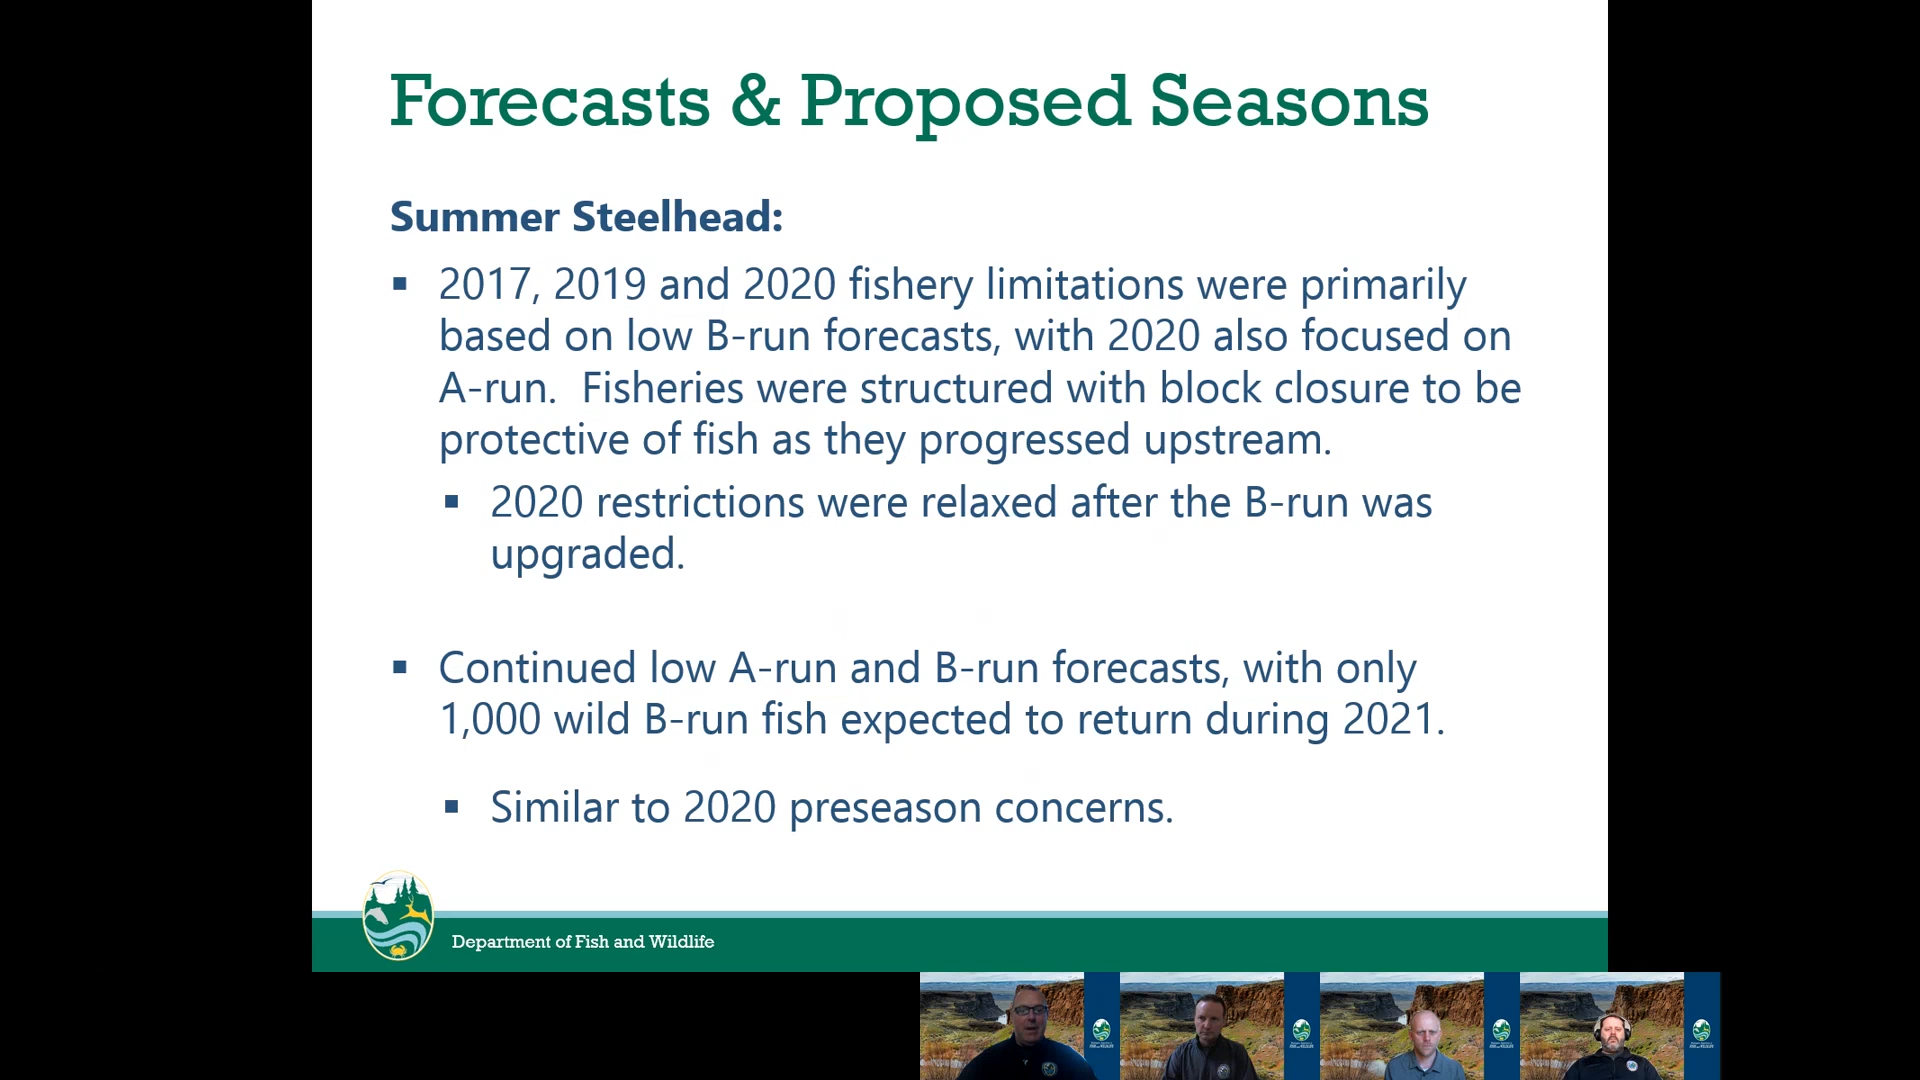 Forecasts & Proposed Seasons
Summer Steelhead:
▪ 2017, 2019 and 2020 fishery limitations were primarily
based on low B-run forecasts, with 2020 also focused on
A-run.  Fisheries were structured with block closure to be
protective of fish as they progressed upstream.
▪ 2020 restrictions were relaxed after the B-run was
upgraded.
▪ Continued low A-run and B-run forecasts, with only
1,000 wild B-run fish expected to return during 2021.
▪ Similar to 2020 preseason concerns.
Department of Fish and Wildlife